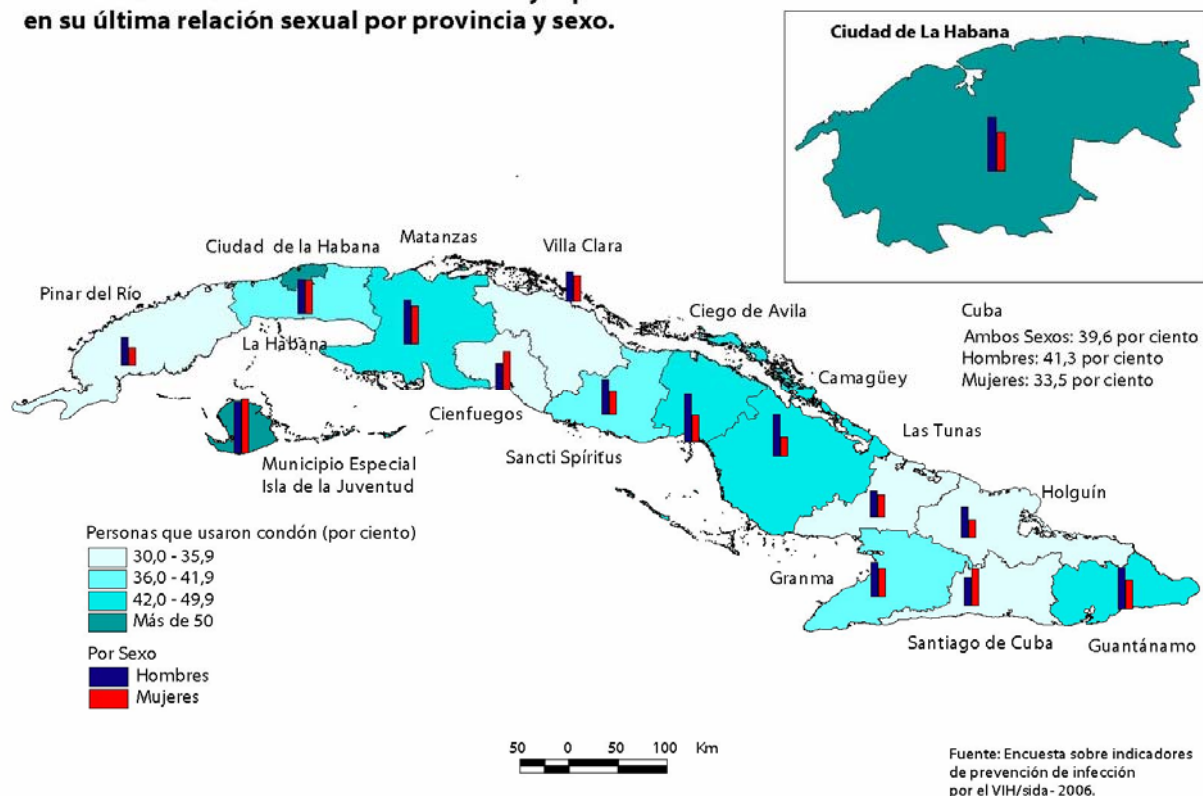 en su última relación sexual por provincia y sexo.
Ciudad de La Habana
Ciudad de la Habana
Matanzas
Villa Clara
Pinar del Río
Ciego de Avila
La Habana
Camagüey
Cuba
Ambos Sexos: 39,6 por ciento
Hombres: 41,3 por ciento
Mujeres: 33,5 por ciento
Cienfuegos
Las Tunas
Sancti Spíritus
Municipio Especial
Isla de la Juventud
Holguín
Personas que usaron condón (por ciento)
30,0 - 35,9
36,0 - 41,9
42,0 - 49,9
Más de 50
Granma
Santiago de Cuba
Guantánamo
Por Sexo
Hombres
Mujeres
50 0 50 100 Km
Fuente: Encuesta sobre indicadores
de prevención de infección
por el VIH/sida- 2006.